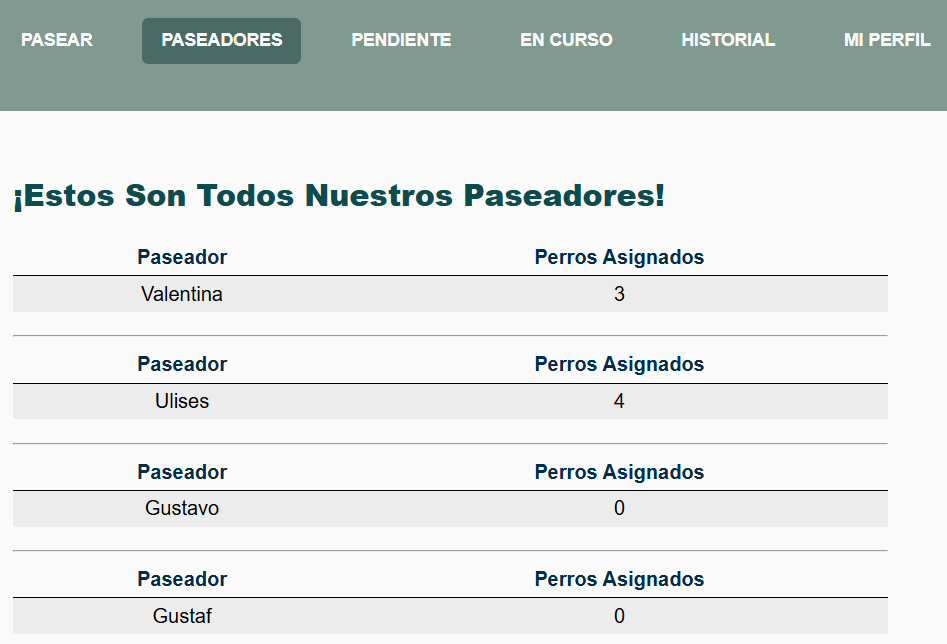 PASEAR PASEADORES PENDIENTE EN CURSO HISTORIAL MI PERFIL
¡Estos Son Todos Nuestros Paseadores!
Paseador Perros Asignados
Valentina 3
Paseador Perros Asignados
Ulises 4
Paseador Perros Asignados
Gustavo 0
Paseador Perros Asignados
Gustaf 0